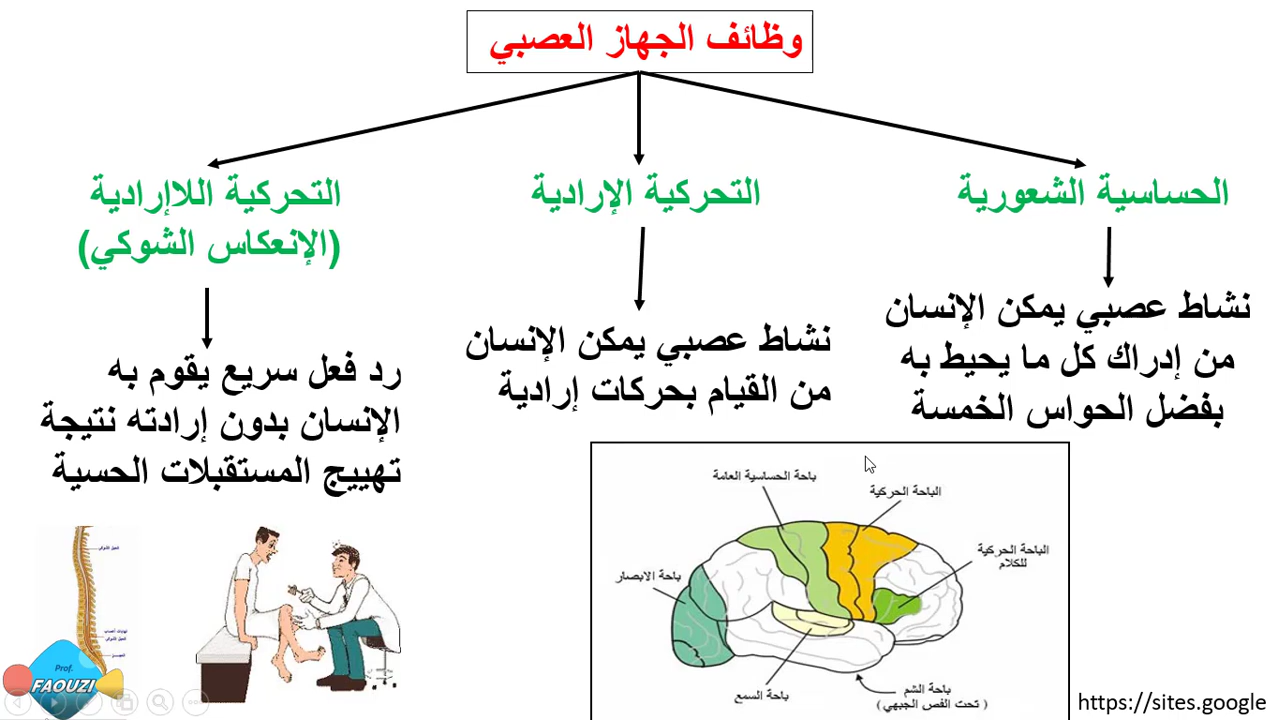 وظائف الجهاز العصبي
الحساسية الشعورية
نشاط عصبي يمكن الإنسان
من إدراك كل ما يحيط به
بفضل الحواس الخمسة
التحركية الإرادية
نشاط عصبي يمكن الإنسان
من القيام بحركات إرادية
التحركية اللاإرادية
(الإنعكاس الشوكي)
رد فعل سريع يقوم به
الإنسان بدون إرادته نتيجة
تهييج المستقبلات الحسية
باحة الحساسية العامة
الباحة الحركية
الباحة الحركية
للكلام
باحة الابصار
باحة السمع
باحة الشم
(تحت الفص الجبهي)
Prof.
FAOUZI
https://sites.google